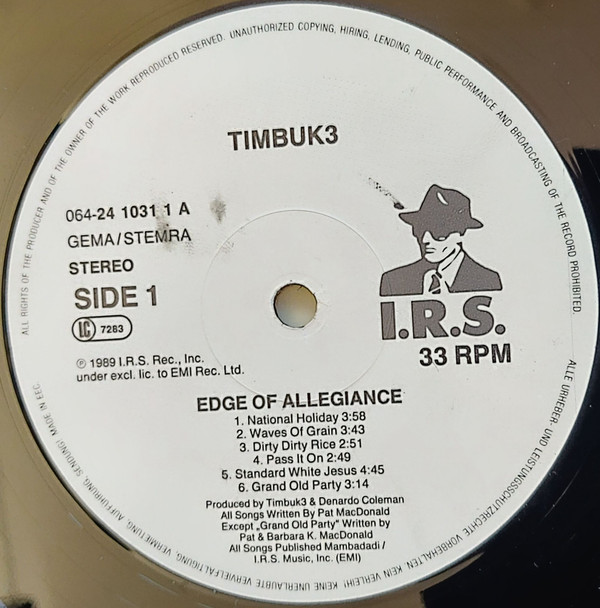 ALL RIGHTS OF THE PRODUCER AND OF THE OWNER OF THE WORK REPRODUCED RESERVED. UNAUTHORIZED COPYING, HIRING, LENDING, PUBLIC PERFORMANCE AND BROADCASTING OF THE RECORD PROHIBITED.
TIMBUK3
064-24 1031 1 A
GEMA/STEMRA
STEREO
SIDE 1
LC 7283
I.R.S.
33 RPM
℗ 1989 I.R.S. Rec., Inc.
under excl. lic. to EMI Rec. Ltd.
EDGE OF ALLEGIANCE
1. National Holiday 3:58
2. Waves Of Grain 3:43
3. Dirty Dirty Rice 2:51
4. Pass It On 2:49
5. Standard White Jesus 4:45
6. Grand Old Party 3:14
Produced by Timbuk3 & Denardo Coleman
All Songs Written By Pat MacDonald
Except „Grand Old Party" Written by
Pat & Barbara K. MacDonald
All Songs Published Mambadadi /
I.R.S. Music, Inc. (EMI)
ALLE URHEBER- UND LEISTUNGSSCHUTZRECHTE VORBEHALTEN. KEIN VERLEIH! KEINE UNERLAUBTE VERVIELFÄLTIGUNG, VERMIETUNG, AUFFÜHRUNG, SENDUNG! MADE IN EEC